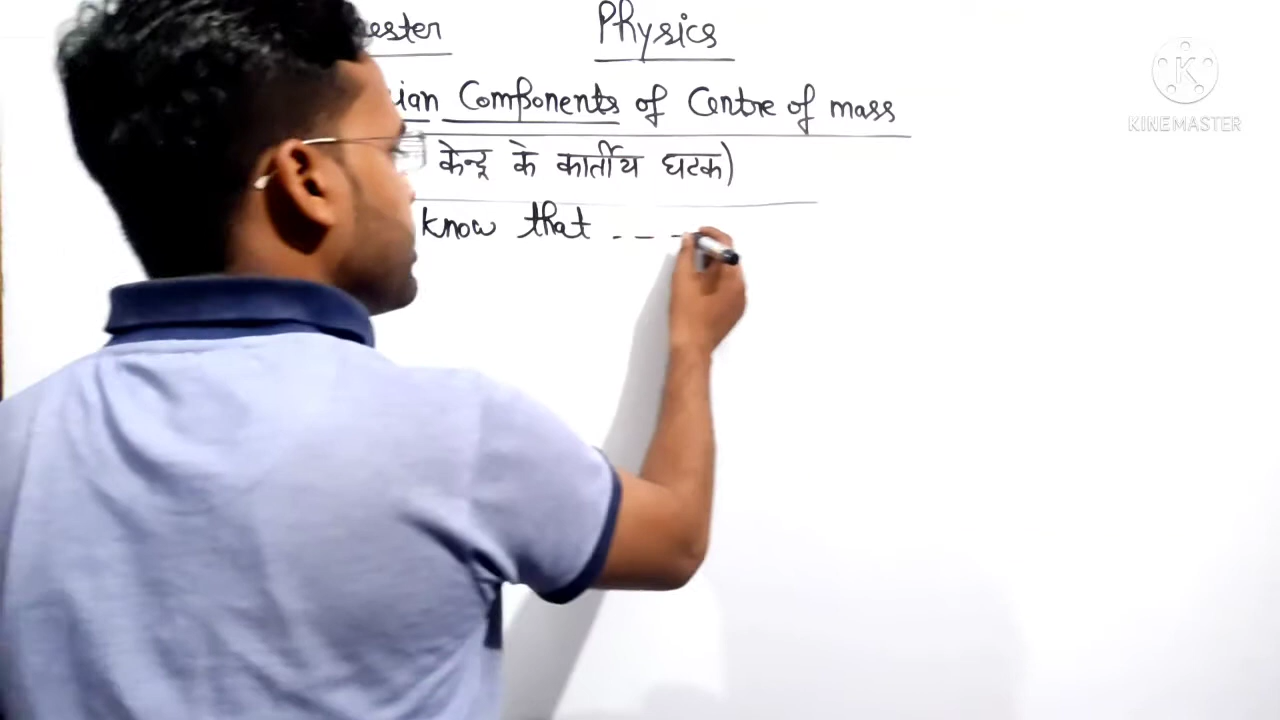 ester Physics
ian Components of Centre of mass
केन्द्र के कार्तीय घटक)
know that - - -
KINEMASTER